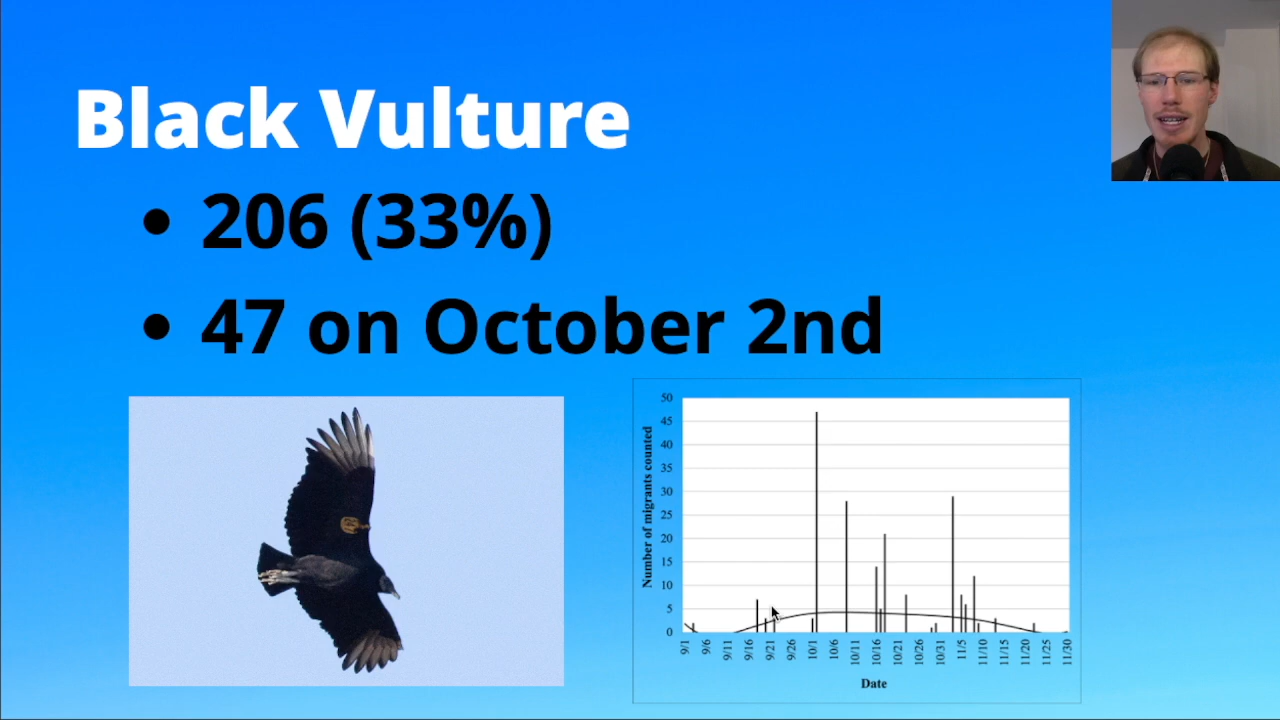 Black Vulture
• 206 (33%)
• 47 on October 2nd
50
45
40
35
30
25
20
15
10
5
0
Number of migrants counted
9/1 9/6 9/11 9/16 9/21 9/26 10/1 10/6 10/11 10/16 10/21 10/26 10/31 11/5 11/10 11/15 11/20 11/25 11/30
Date